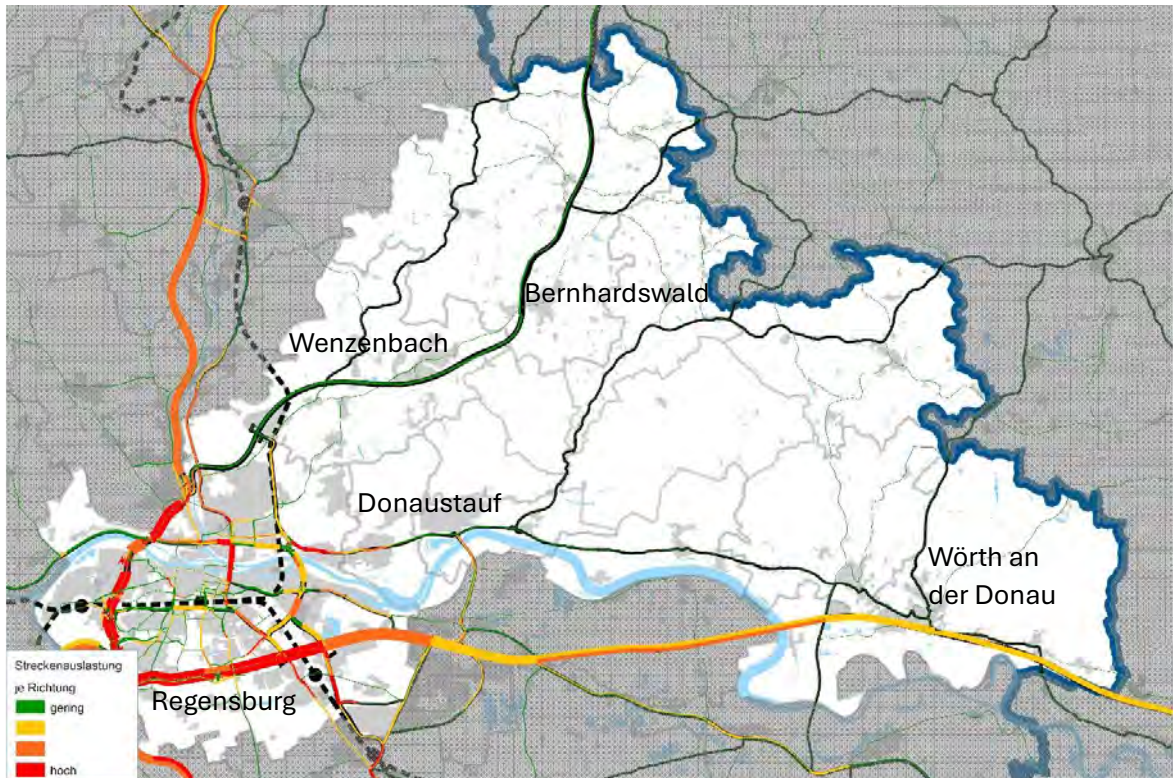 Bernhardswald
Wenzenbach
Donaustauf
Wörth an
der Donau
Regensburg
Streckenauslastung
je Richtung
gering
hoch